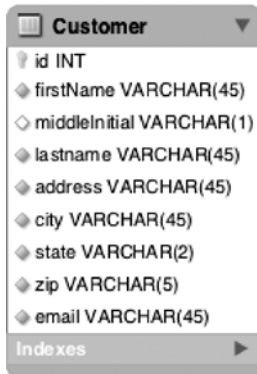 Customer
id INT
firstName VARCHAR(45)
middleInitial VARCHAR(1)
lastname VARCHAR(45)
address VARCHAR(45)
city VARCHAR(45)
state VARCHAR(2)
zip VARCHAR(5)
email VARCHAR(45)
Indexes